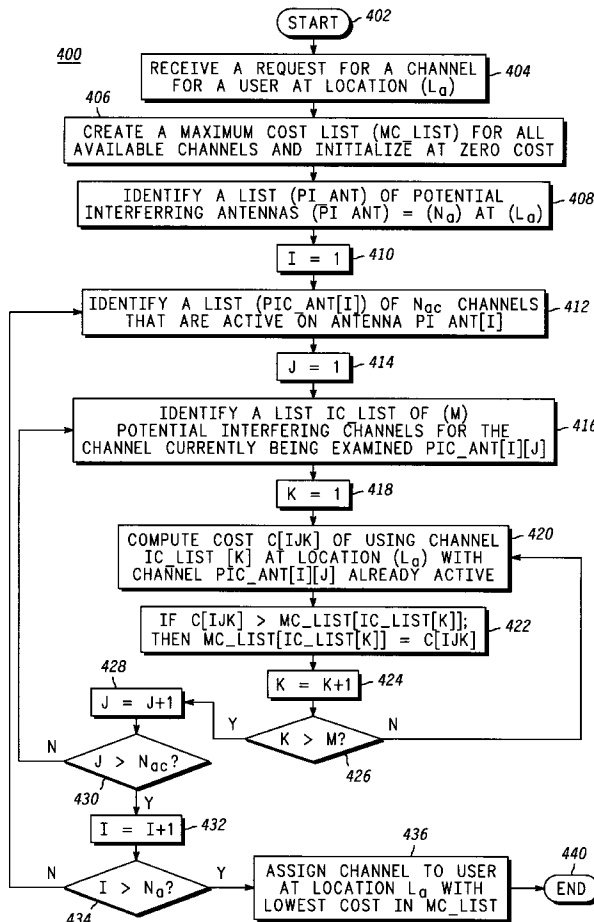 START
402
400
RECEIVE A REQUEST FOR A CHANNEL
FOR A USER AT LOCATION (La)
404
406
CREATE A MAXIMUM COST LIST (MC_LIST) FOR ALL
AVAILABLE CHANNELS AND INITIALIZE AT ZERO COST
IDENTIFY A LIST (PI_ANT) OF POTENTIAL
INTERFERRING ANTENNAS (PI ANT) = (Na) AT (La)
408
I = 1
410
IDENTIFY A LIST (PIC_ANT[I]) OF Nac CHANNELS
THAT ARE ACTIVE ON ANTENNA PI ANT[I]
412
J = 1
414
IDENTIFY A LIST IC_LIST OF (M)
POTENTIAL INTERFERING CHANNELS FOR THE
CHANNEL CURRENTLY BEING EXAMINED PIC_ANT[I][J]
416
K = 1
418
COMPUTE COST C[IJK] OF USING CHANNEL
IC_LIST [K] AT LOCATION (La) WITH
CHANNEL PIC_ANT[I][J] ALREADY ACTIVE
420
IF C[IJK] > MC_LIST[IC_LIST[K]];
THEN MC_LIST[IC_LIST[K]] = C[IJK]
422
K = K+1
424
428
J = J+1
Y
K > M?
N
426
N
J > Nac?
430
Y
I = I+1
432
N
I > Na?
Y
434
436
ASSIGN CHANNEL TO USER
AT LOCATION La WITH
LOWEST COST IN MC_LIST
440
END